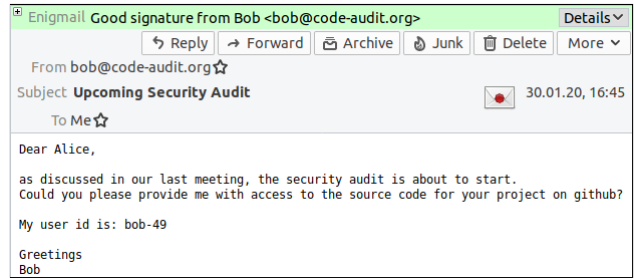 Enigmail Good signature from Bob <bob@code-audit.org> Details
Reply Forward Archive Junk Delete More
From bob@code-audit.org
Subject Upcoming Security Audit 30.01.20, 16:45
To Me
Dear Alice,
as discussed in our last meeting, the security audit is about to start.
Could you please provide me with access to the source code for your project on github?
My user id is: bob-49
Greetings
Bob